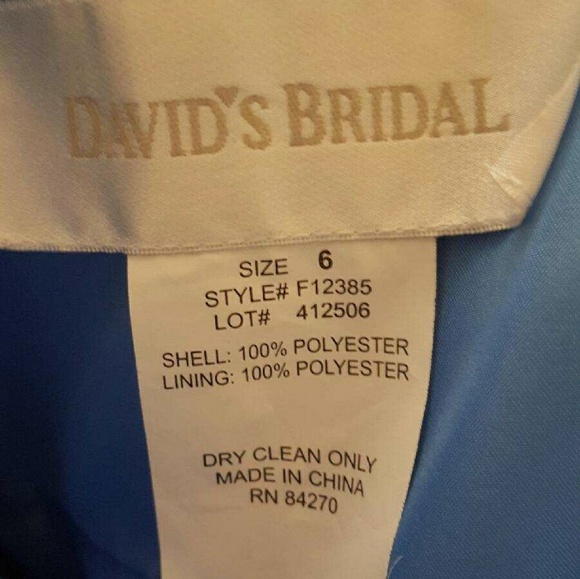 DAVID'S BRIDAL
SIZE 6
STYLE# F12385
LOT# 412506
SHELL: 100% POLYESTER
LINING: 100% POLYESTER
DRY CLEAN ONLY
MADE IN CHINA
RN 84270